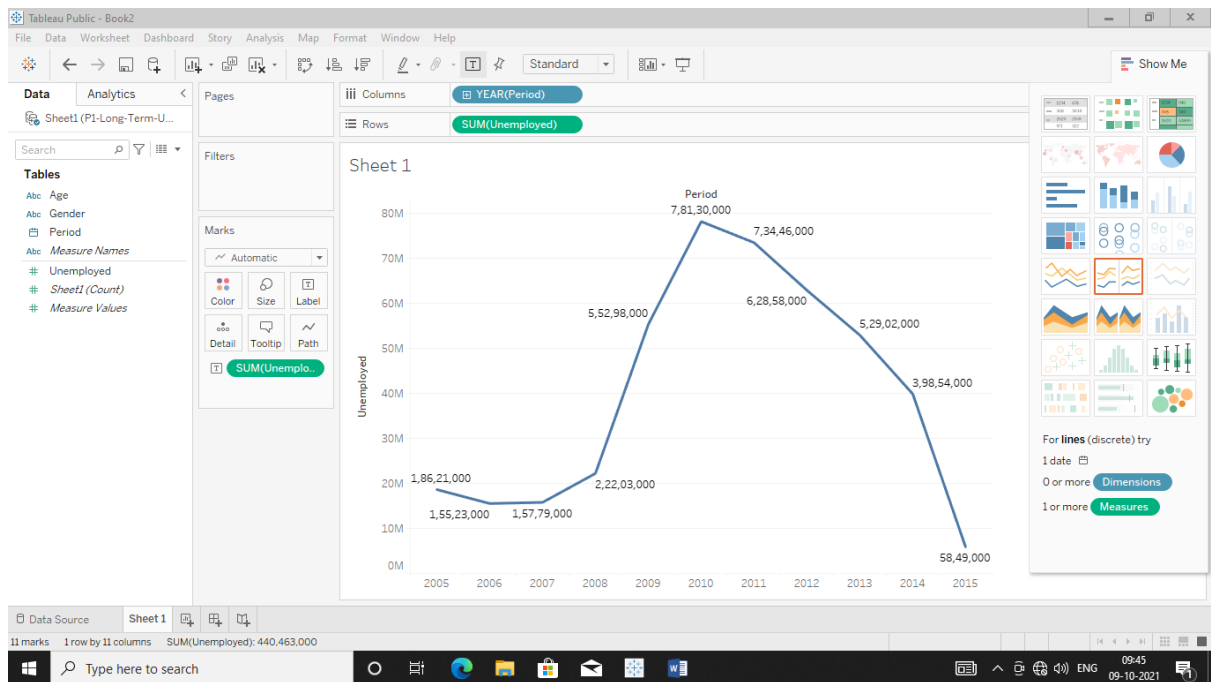 Tableau Public - Book2
File Data Worksheet Dashboard Story Analysis Map Format Window Help
Standard
Show Me
Data Analytics
Sheet1 (P1-Long-Term-U...
Search
Tables
Abc Age
Abc Gender
Period
Abc Measure Names
# Unemployed
# Sheet1 (Count)
# Measure Values
Pages
Filters
Marks
Automatic
Color Size Label
Detail Tooltip Path
SUM(Unemplo..
iii Columns YEAR(Period)
Rows SUM(Unemployed)
Sheet 1
Period
Unemployed
80M
70M
60M
50M
40M
30M
20M
10M
0M
1,86,21,000
1,55,23,000
1,57,79,000
2,22,03,000
5,52,98,000
7,81,30,000
7,34,46,000
6,28,58,000
5,29,02,000
3,98,54,000
58,49,000
2005 2006 2007 2008 2009 2010 2011 2012 2013 2014 2015
For lines (discrete) try
1 date
0 or more Dimensions
1 or more Measures
Data Source Sheet 1
11 marks 1 row by 11 columns SUM(Unemployed): 440,463,000
Type here to search
ENG
09:45
09-10-2021
1